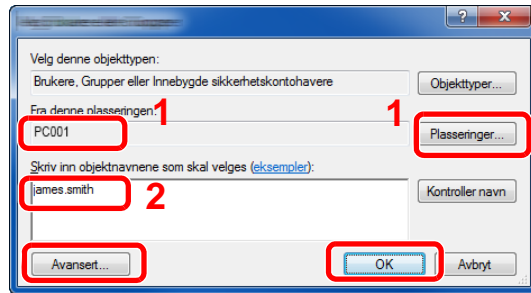 Velg denne objekttypen:
Brukere, Grupper eller Innebygde sikkerhetskontohavere
Objekttyper...
Fra denne plasseringen:
1
1
PC001
Plasseringer...
Skriv inn objektnavnene som skal velges (eksempler):
james.smith
2
Kontroller navn
Avansert...
OK
Avbryt